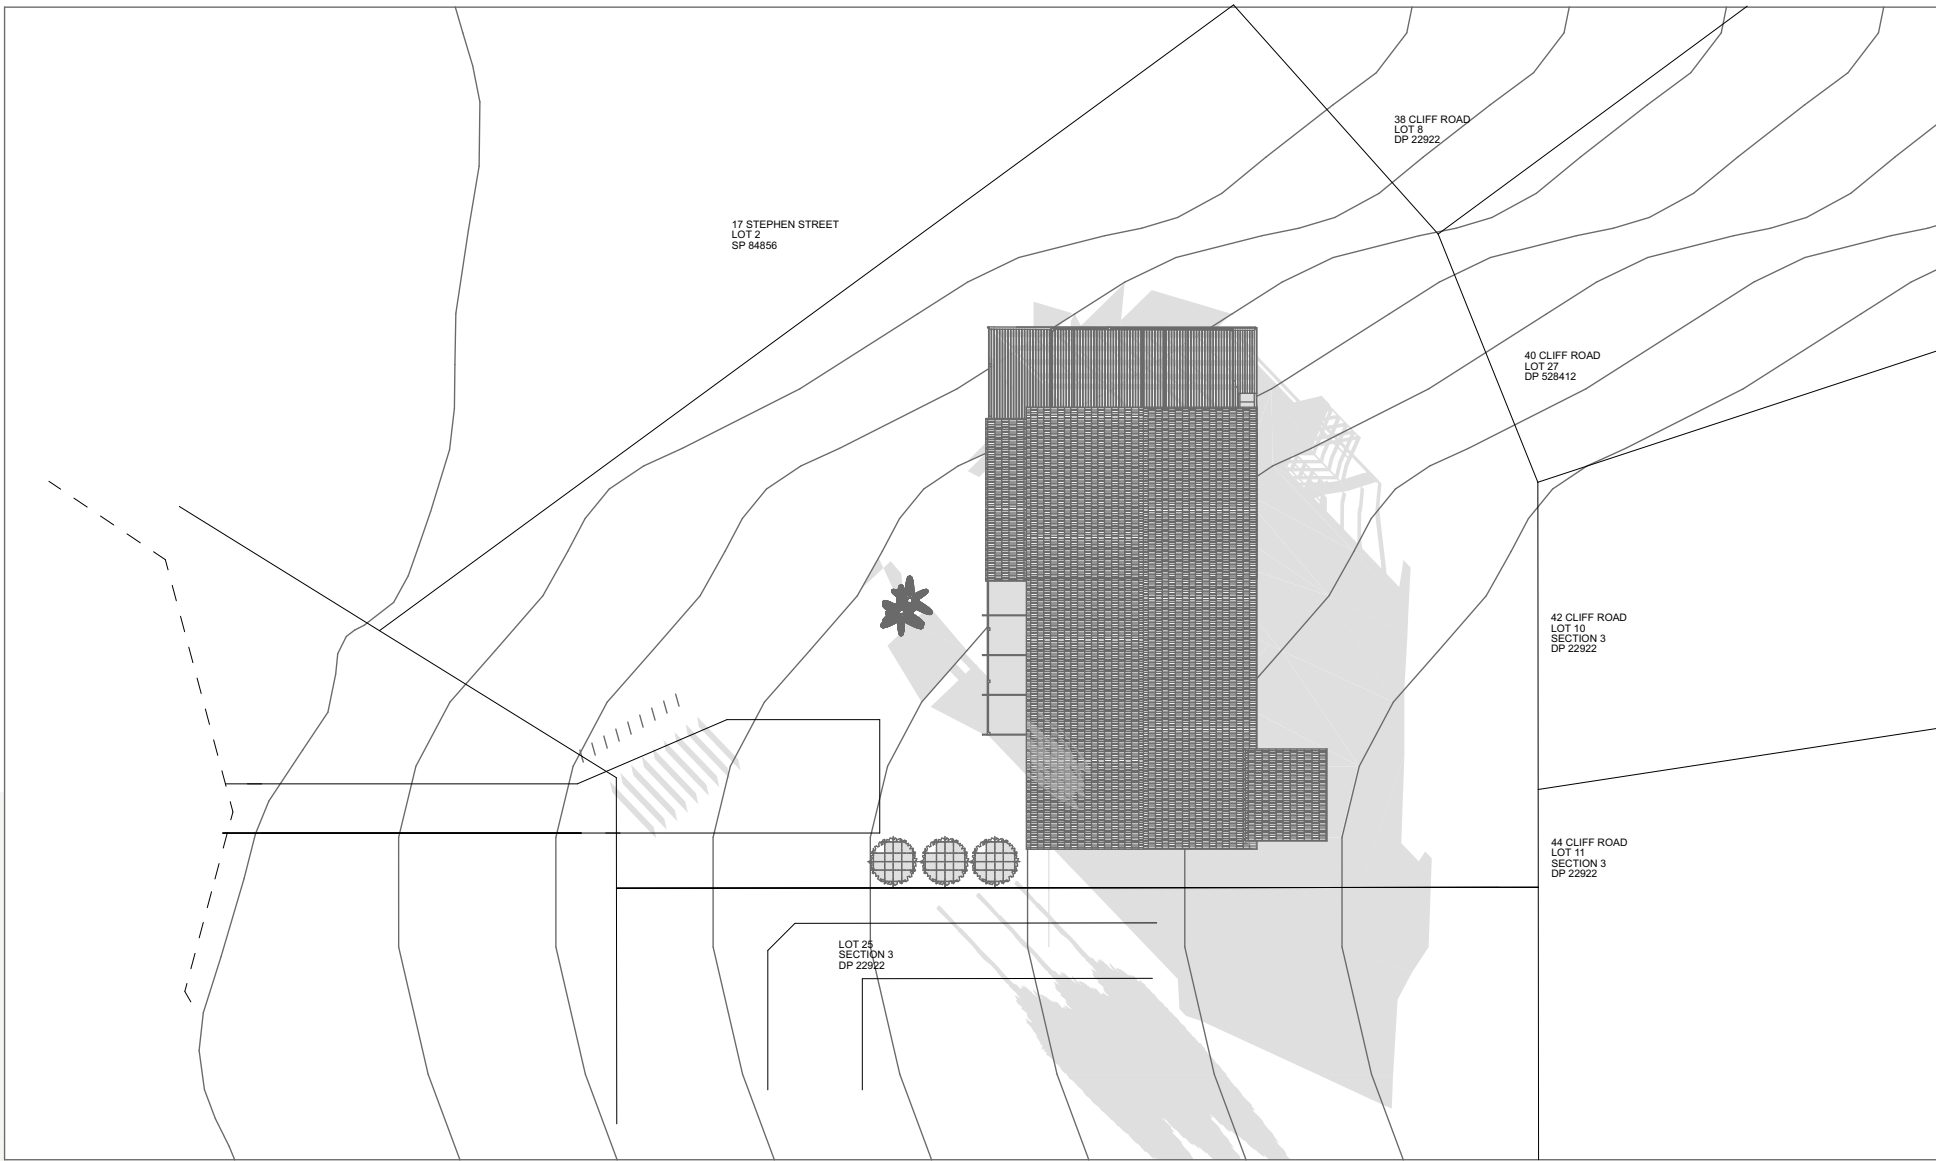 38 CLIFF ROAD
LOT 8
DP 22922
17 STEPHEN STREET
LOT 2
SP 84856
40 CLIFF ROAD
LOT 27
DP 528412
42 CLIFF ROAD
LOT 10
SECTION 3
DP 22922
44 CLIFF ROAD
LOT 11
SECTION 3
DP 22922
LOT 25
SECTION 3
DP 22922